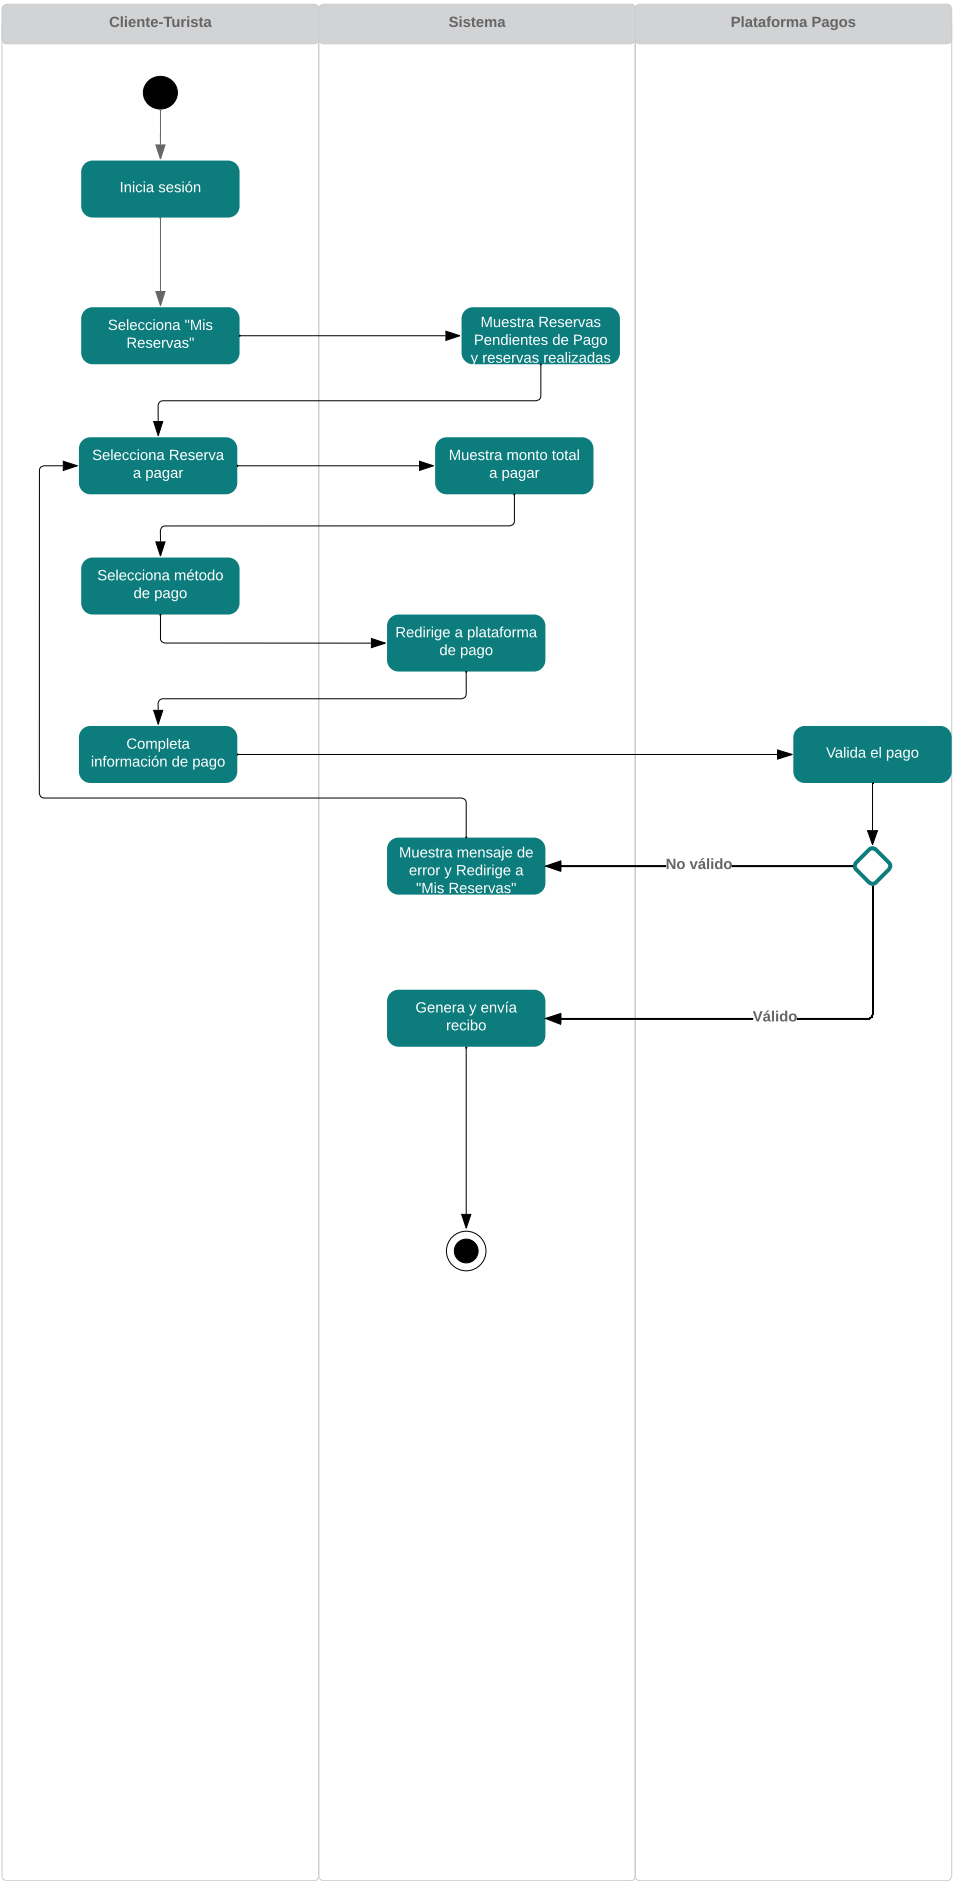 Cliente-Turista
Sistema
Plataforma Pagos
Inicia sesión
Selecciona "Mis
Reservas"
Muestra Reservas
Pendientes de Pago
y reservas realizadas
Selecciona Reserva
a pagar
Muestra monto total
a pagar
Selecciona método
de pago
Redirige a plataforma
de pago
Completa
información de pago
Valida el pago
Muestra mensaje de
error y Redirige a
"Mis Reservas"
No válido
Genera y envía
recibo
Válido